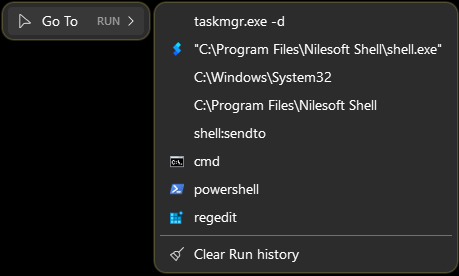 Go To RUN
taskmgr.exe -d
"C:\Program Files\Nilesoft Shell\shell.exe"
C:\Windows\System32
C:\Program Files\Nilesoft Shell
shell:sendto
cmd
powershell
regedit
Clear Run history